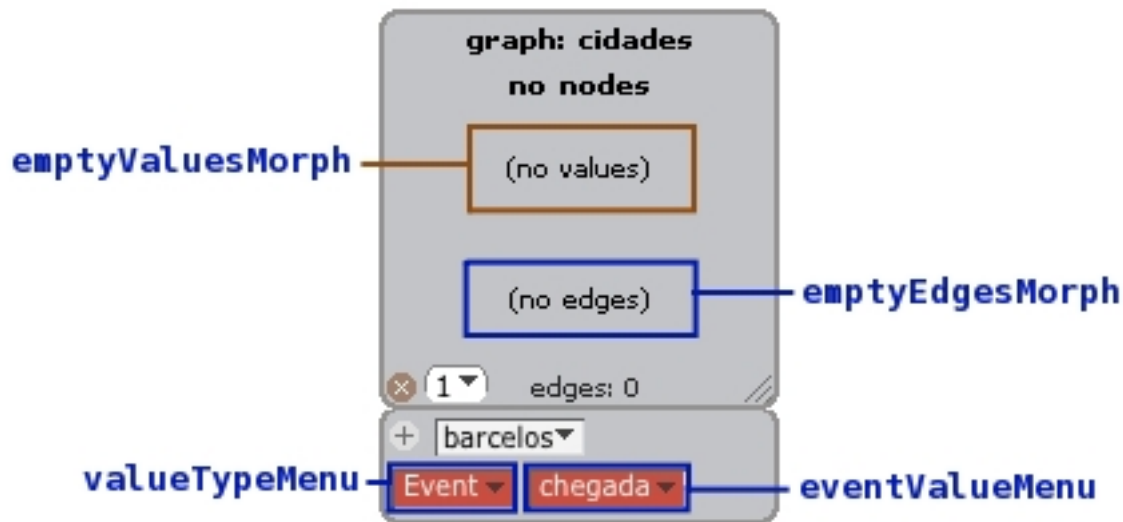 graph: cidades
no nodes
emptyValuesMorph
(no values)
(no edges)
emptyEdgesMorph
1
edges: 0
+
barcelos
valueTypeMenu
Event
chegada
eventValueMenu